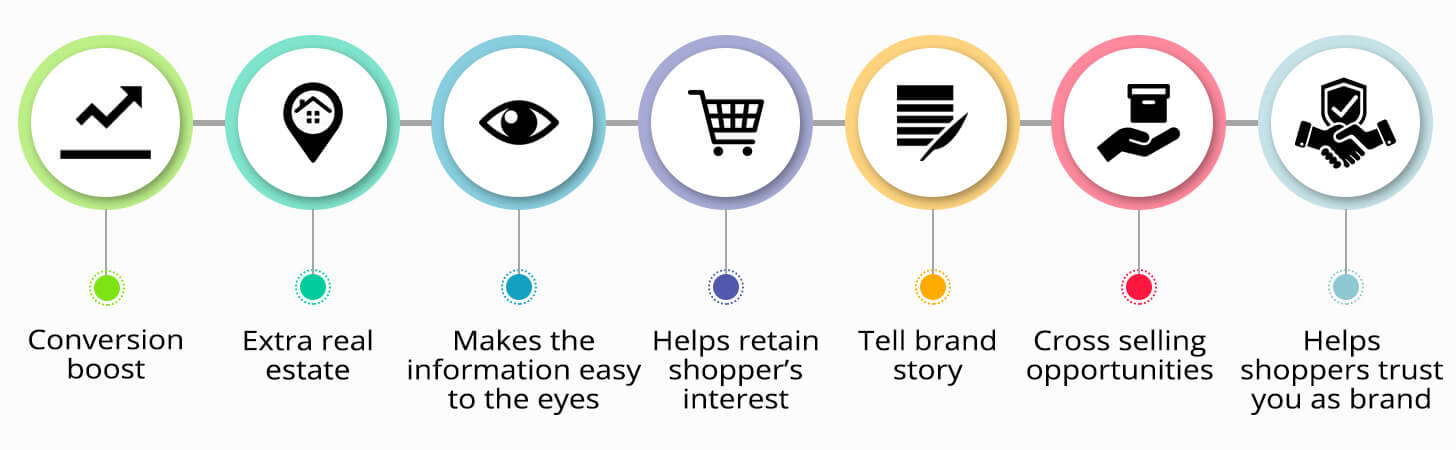 Conversion
boost
Extra real
estate
Makes the
information easy
to the eyes
Helps retain
shopper’s
interest
Tell brand
story
Cross selling
opportunities
Helps
shoppers trust
you as brand